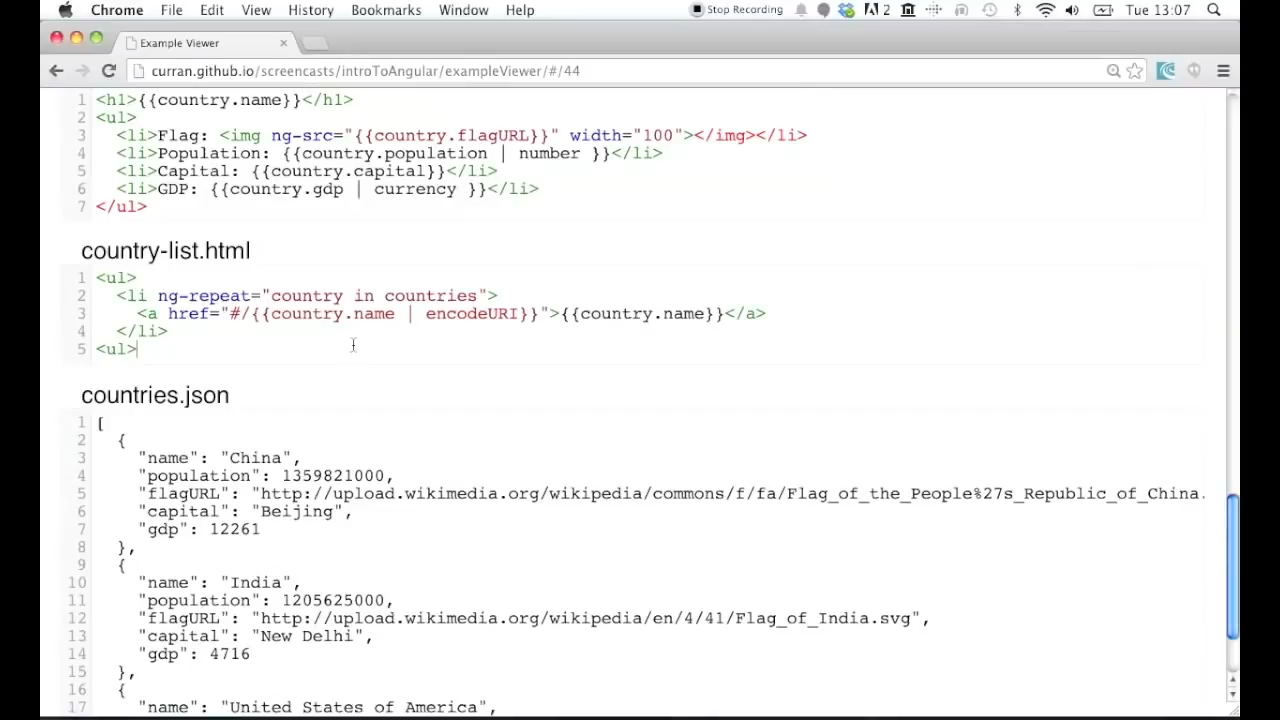 Chrome File Edit View History Bookmarks Window Help Stop Recording 2 Tue 13:07
Example Viewer
curran.github.io/screencasts/introToAngular/exampleViewer/#/44
1 <h1>{{country.name}}</h1>
2 <ul>
3   <li>Flag: <img ng-src="{{country.flagURL}}" width="100"></img></li>
4   <li>Population: {{country.population | number }}</li>
5   <li>Capital: {{country.capital}}</li>
6   <li>GDP: {{country.gdp | currency }}</li>
7 </ul>
country-list.html
1 <ul>
2   <li ng-repeat="country in countries">
3     <a href="#/{{country.name | encodeURI}}">{{country.name}}</a>
4   </li>
5 <ul>
countries.json
1 [
2   {
3     "name": "China",
4     "population": 1359821000,
5     "flagURL": "http://upload.wikimedia.org/wikipedia/commons/f/fa/Flag_of_the_People%27s_Republic_of_China.
6     "capital": "Beijing",
7     "gdp": 12261
8   },
9   {
10     "name": "India",
11     "population": 1205625000,
12     "flagURL": "http://upload.wikimedia.org/wikipedia/en/4/41/Flag_of_India.svg",
13     "capital": "New Delhi",
14     "gdp": 4716
15   },
16   {
17     "name": "United States of America",